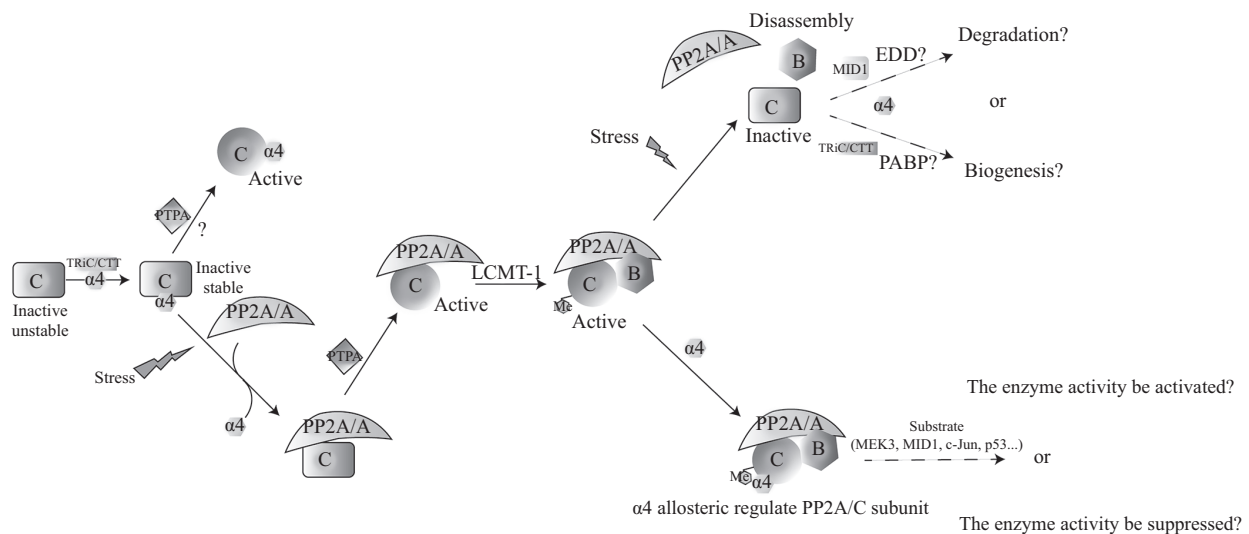 Disassembly
PP2A/A
B
EDD?
Degradation?
MID1
C
α4
or
Inactive
Stress
TRiC/CTT
PABP?
Biogenesis?
C
α4
Active
PTPA
?
C
TRiC/CTT
α4
C
α4
Inactive
stable
Inactive
unstable
PP2A/A
Stress
α4
PP2A/A
C
PTPA
PP2A/A
C
Active
LCMT-1
PP2A/A
C
B
Me
Active
α4
PP2A/A
C
B
Me
α4
α4 allosteric regulate PP2A/C subunit
The enzyme activity be activated?
Substrate
(MEK3, MID1, c-Jun, p53...)
or
The enzyme activity be suppressed?